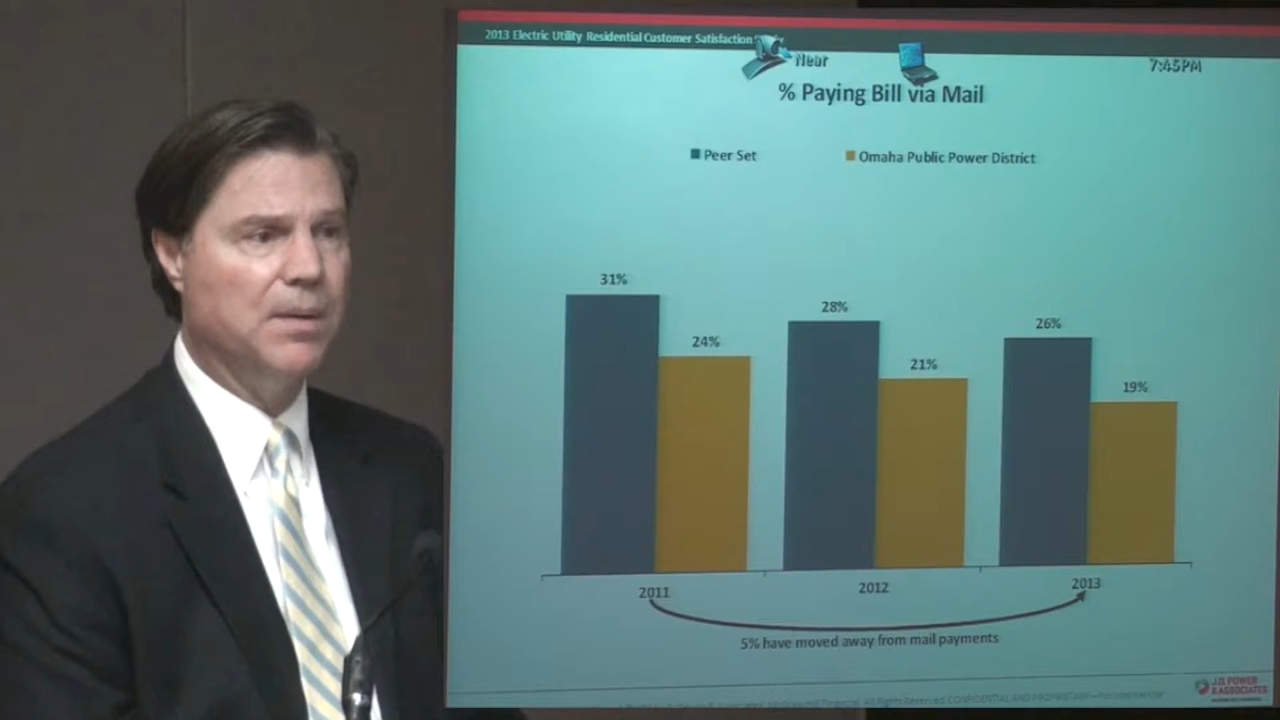 2013 Electric Utility Residential Customer Satisfaction
Near
7:45PM
% Paying Bill via Mail
Peer Set
Omaha Public Power District
31%
24%
28%
21%
26%
19%
2011
2012
2013
5% have moved away from mail payments
J.D. POWER
& ASSOCIATES